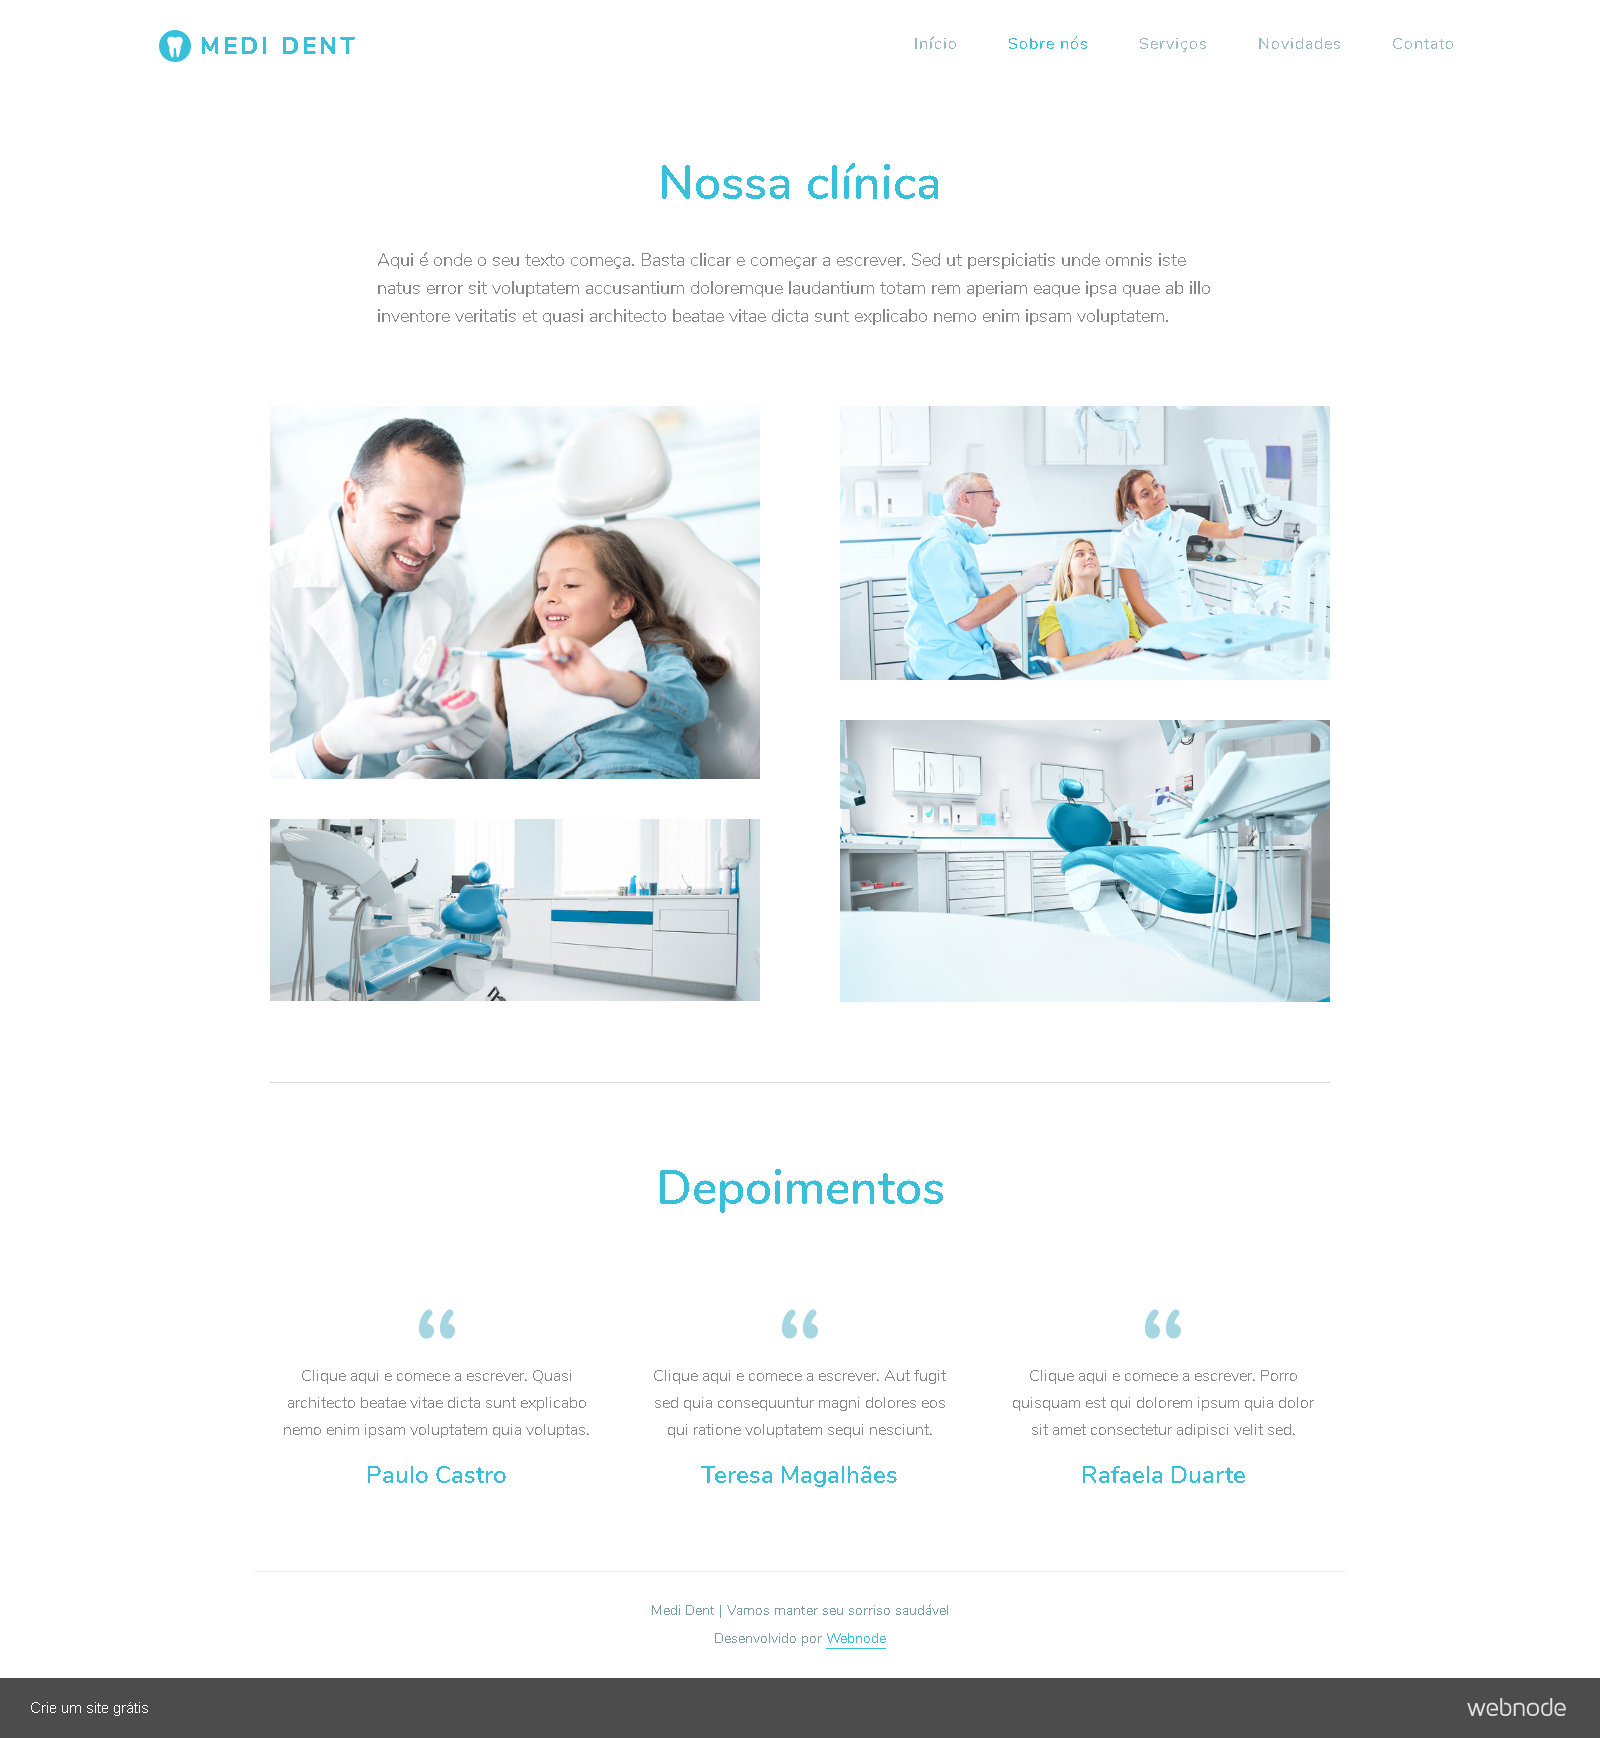 MEDI DENT
Início
Sobre nós
Serviços
Novidades
Contato
Nossa clínica
Aqui é onde o seu texto começa. Basta clicar e começar a escrever. Sed ut perspiciatis unde omnis iste
natus error sit voluptatem accusantium doloremque laudantium totam rem aperiam eaque ipsa quae ab illo
inventore veritatis et quasi architecto beatae vitae dicta sunt explicabo nemo enim ipsam voluptatem.
Depoimentos
Clique aqui e comece a escrever. Quasi
architecto beatae vitae dicta sunt explicabo
nemo enim ipsam voluptatem quia voluptas.
Paulo Castro
Clique aqui e comece a escrever. Aut fugit
sed quia consequuntur magni dolores eos
qui ratione voluptatem sequi nesciunt.
Teresa Magalhães
Clique aqui e comece a escrever. Porro
quisquam est qui dolorem ipsum quia dolor
sit amet consectetur adipisci velit sed.
Rafaela Duarte
Medi Dent | Vamos manter seu sorriso saudável
Desenvolvido por Webnode
Crie um site grátis
webnode